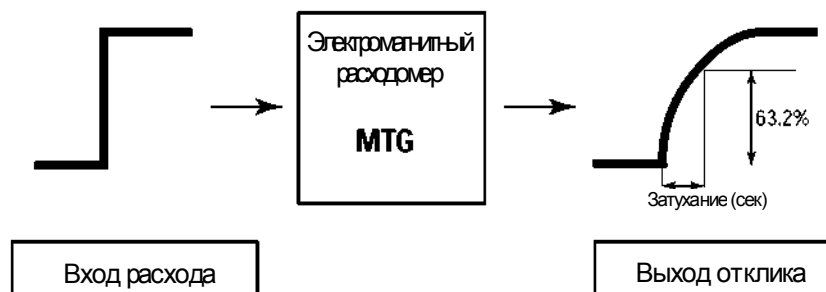 Электромагнитный
расходомер
MTG
63.2%
Затухание (сек)
Вход расхода
Выход отклика